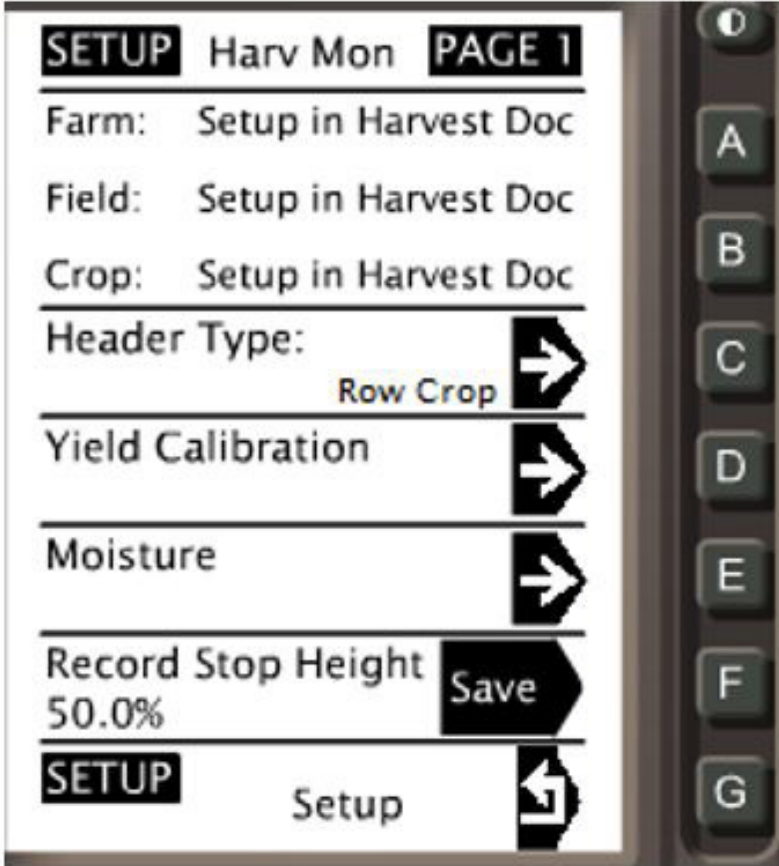 SETUP Harv Mon PAGE 1
Farm: Setup in Harvest Doc
A
Field: Setup in Harvest Doc
B
Crop: Setup in Harvest Doc
Header Type:
Row Crop
C
Yield Calibration
D
Moisture
E
Record Stop Height
50.0%
Save
F
SETUP
Setup
G